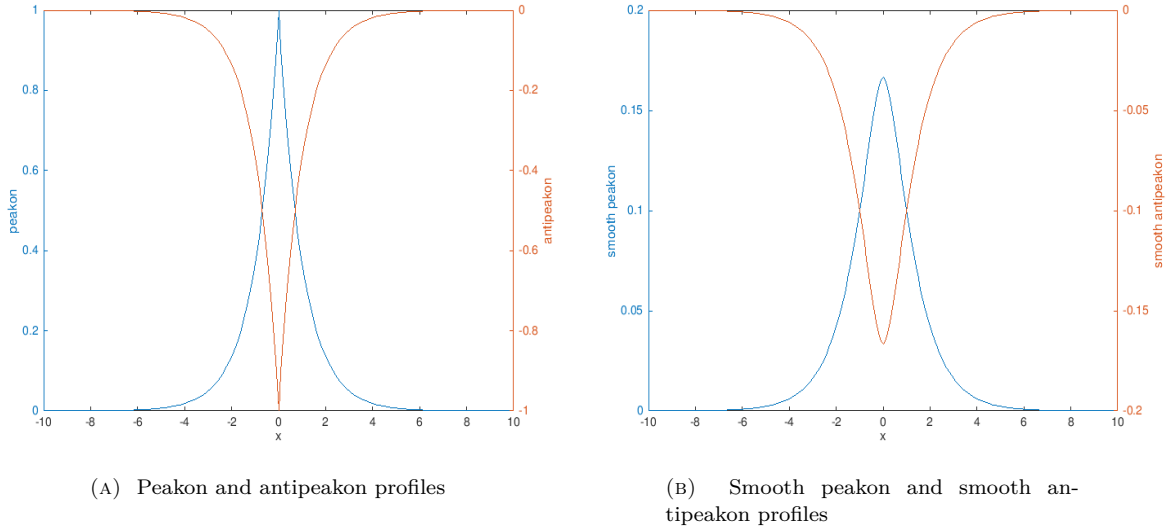 1
0.8
0.6
0.4
0.2
0
peakon
0
-0.2
-0.4
-0.6
-0.8
-1
antipeakon
-10 -8 -6 -4 -2 0 2 4 6 8 10
x
(A) Peakon and antipeakon profiles
0.2
0.15
0.1
0.05
0
smooth peakon
0
-0.05
-0.1
-0.15
-0.2
smooth antipeakon
-10 -8 -6 -4 -2 0 2 4 6 8 10
x
(B) Smooth peakon and smooth an-
tipeakon profiles